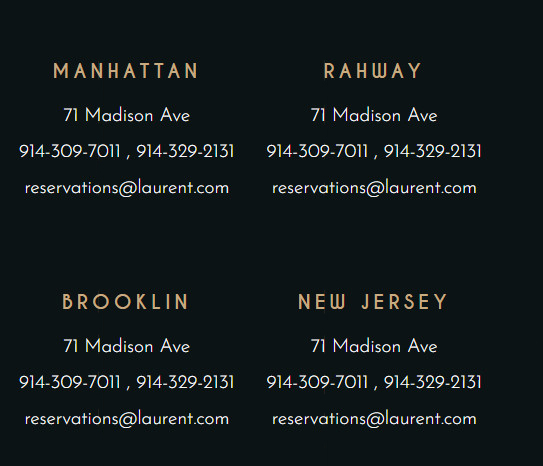 MANHATTAN
71 Madison Ave
914-309-7011 , 914-329-2131
reservations@laurent.com
RAHWAY
71 Madison Ave
914-309-7011 , 914-329-2131
reservations@laurent.com
BROOKLIN
71 Madison Ave
914-309-7011 , 914-329-2131
reservations@laurent.com
NEW JERSEY
71 Madison Ave
914-309-7011 , 914-329-2131
reservations@laurent.com